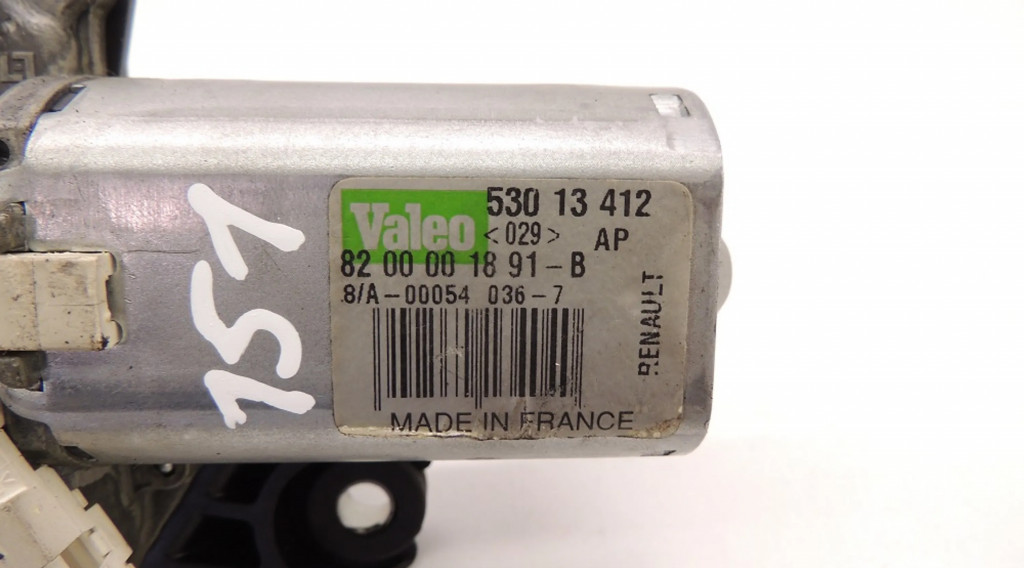 151
Valeo 530 13 412
<029> AP
82 00 00 18 91-B
8/A-00054 036-7
RENAULT
MADE IN FRANCE